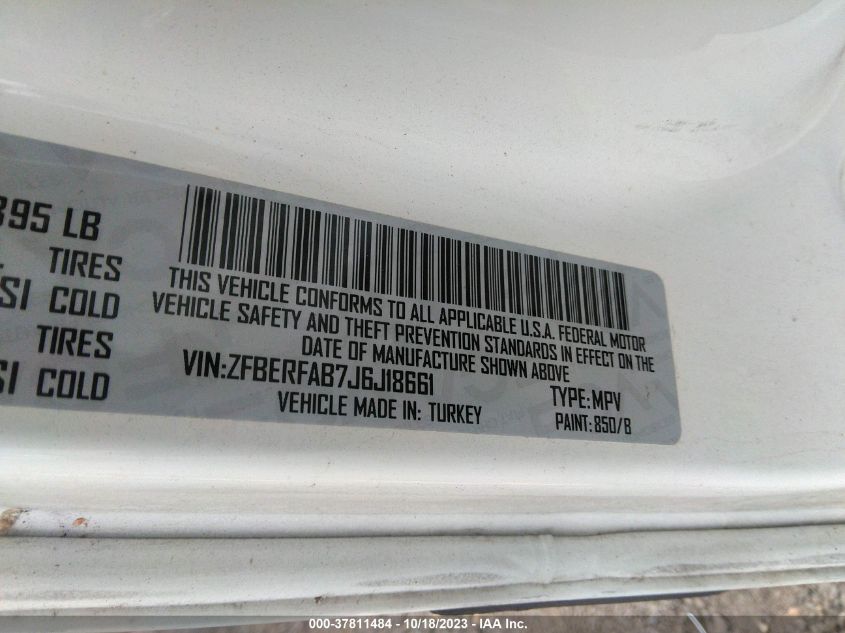 395 LB
TIRES
SI COLD
TIRES
SI COLD
THIS VEHICLE CONFORMS TO ALL APPLICABLE U.S.A. FEDERAL MOTOR
VEHICLE SAFETY AND THEFT PREVENTION STANDARDS IN EFFECT ON THE
DATE OF MANUFACTURE SHOWN ABOVE
VIN:ZFBERFAB7J6J18661 TYPE:MPV
VEHICLE MADE IN: TURKEY PAINT: 850/B
000-37811484 - 10/18/2023 - IAA Inc.